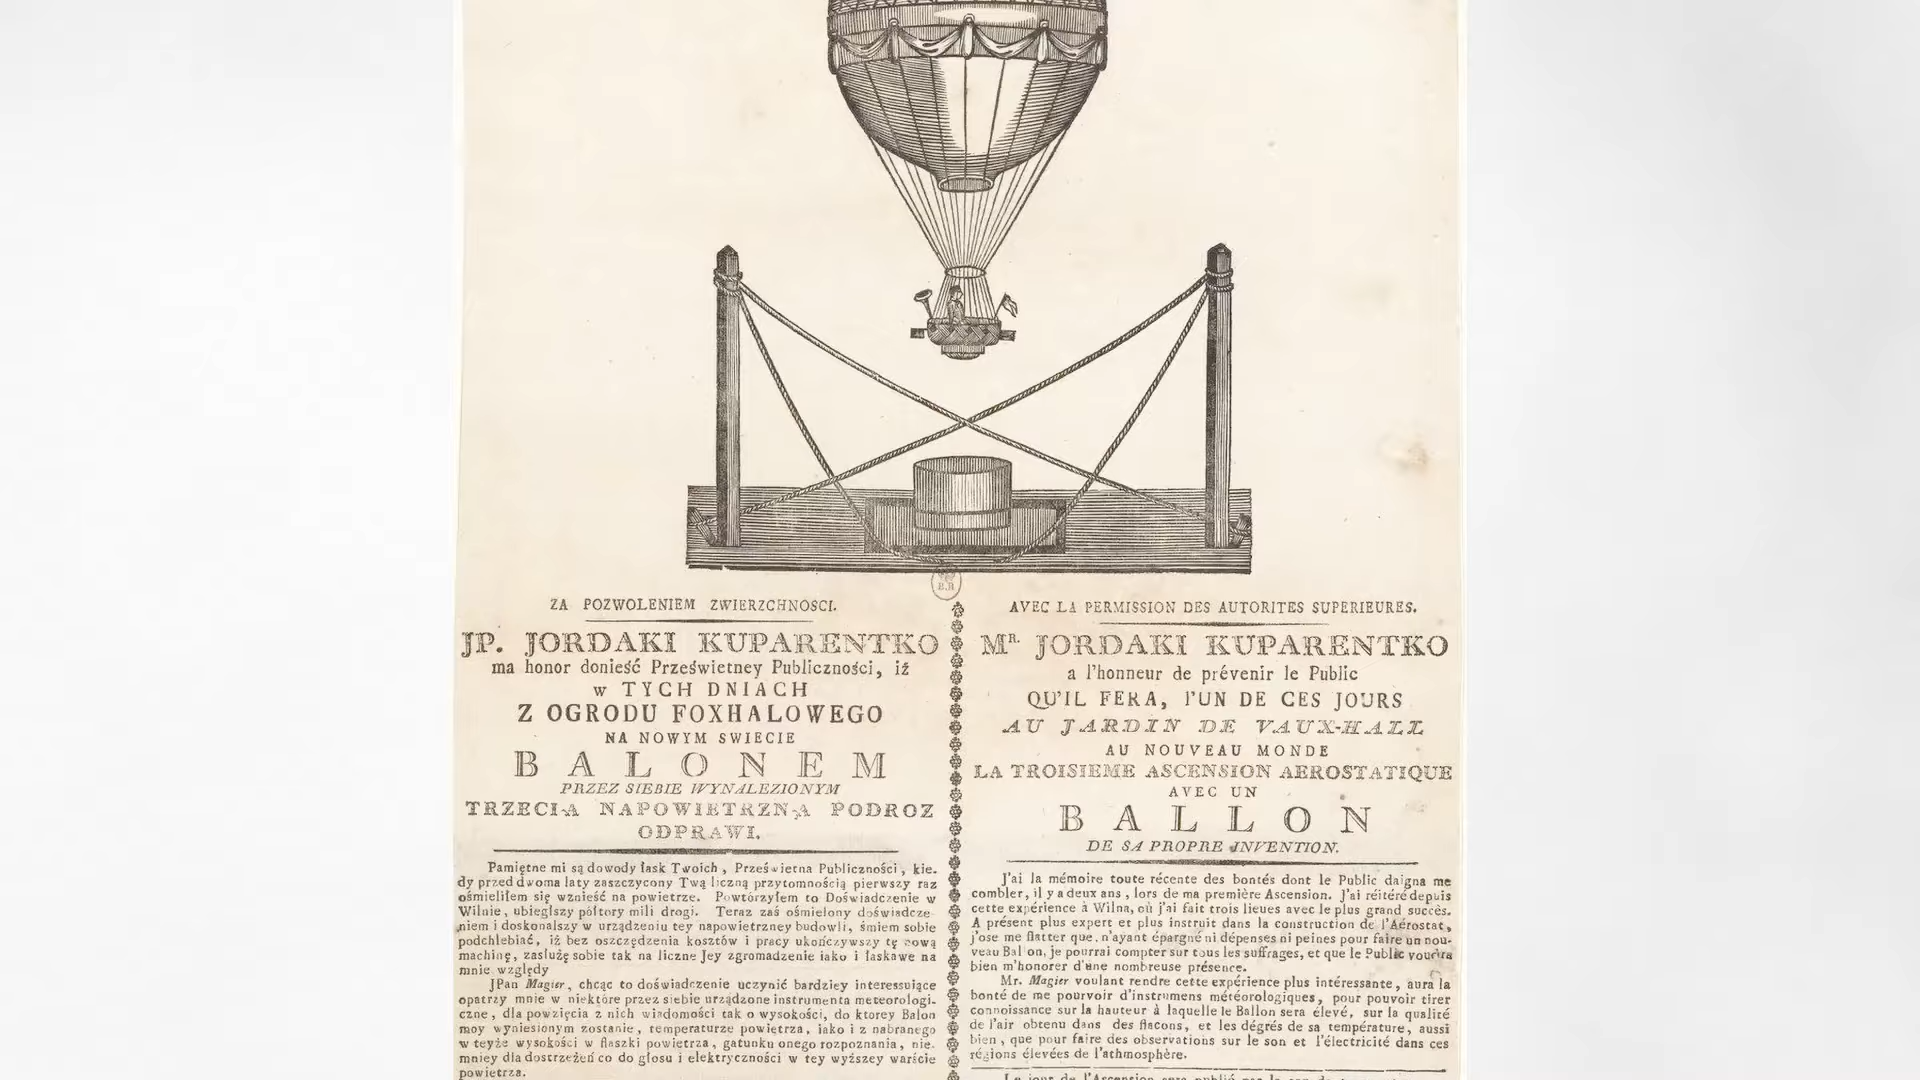 B.R
ZA POZWOLENIEM ZWIERZCHNOSCI.
JP. JORDAKI KUPARENTKO
ma honor donieść Prześwietney Publiczności, iż
w TYCH DNIACH
Z OGRODU FOXHALOWEGO
NA NOWYM SWIECIE
BALONEM
PRZEZ SIEBIE WYNALEZIONYM
TRZECIĄ NAPOWIETRZNĄ PODROZ
ODPRAWI.
Pamiętne mi są dowody łask Twoich, Prześwietna Publiczności, kie-
dy przed dwoma laty zaszczycony Twą liczną przytomnością pierwszy raz
ośmieliłem się wznieść na powietrze. Powtórzyłem to Doświadczenie w
Wilnie, ubiegłszy półtory mili drogi. Teraz zaś ośmielony doświadcze-
niem i doskonalszy w urządzeniu tey napowietrzney budowli, śmiem sobie
podchlebiać, iż bez oszczędzenia kosztów i pracy ukończywszy tę nową
machinę, zasłużę sobie tak na liczne Jey zgromadzenie iako i łaskawe na
mnie względy
JPan Magier, chcąc to doświadczenie uczynić bardziey interessuiące
opatrzy mnie w niektóre przez siebie urządzone instrumenta meteorologi-
czne, dla powzięcia z nich wiadomości tak o wysokości, do ktorey Balon
moy wyniesionym zostanie, temperaturze powiętrza, iako i z nabranego
w teyże wysokości w flaszki powietrza, gatunku onego rozpoznania, nie-
mniey dla dostrzeżeń co do głosu i elektryczności w tey wyższey warście
powietrza.
AVEC LA PERMISSION DES AUTORITES SUPERIEURES.
MR. JORDAKI KUPARENTKO
a l'honneur de prévenir le Public
QU'IL FERA, l'UN DE CES JOURS
AU JARDIN DE VAUX-HALL
AU NOUVEAU MONDE
LA TROISIEME ASCENSION AEROSTATIQUE
AVEC UN
BALLON
DE SA PROPRE INVENTION.
J'ai la mémoire toute récente des bontés dont le Public daigna me
combler, il y a deux ans, lors de ma première Ascension. J'ai réitéré depuis
cette expérience à Wilna, où j'ai fait trois lieues avec le plus grand succès.
A présent plus expert et plus instruit dans la construction de l'Aérostat,
j'ose me flatter que, n'ayant épargné ni dépenses ni peines pour faire un nou-
veau Ballon, je pourrai compter sur tous les suffrages, et que le Public voudra
bien m'honorer d'une nombreuse présence.
Mr. Magier voulant rendre cette expérience plus intéressante, aura la
bonté de me pourvoir d'instrumens météorologiques, pour pouvoir tirer
connoissance sur la hauteur à laquelle le Ballon sera élevé, sur la qualité
de l'air obtenu dans des flacons, et les dégrés de sa température, aussi
bien, que pour faire des observations sur le son et l'électricité dans ces
régions élevées de l'athmosphère.
Le jour de l'Ascension sera publié par le son de